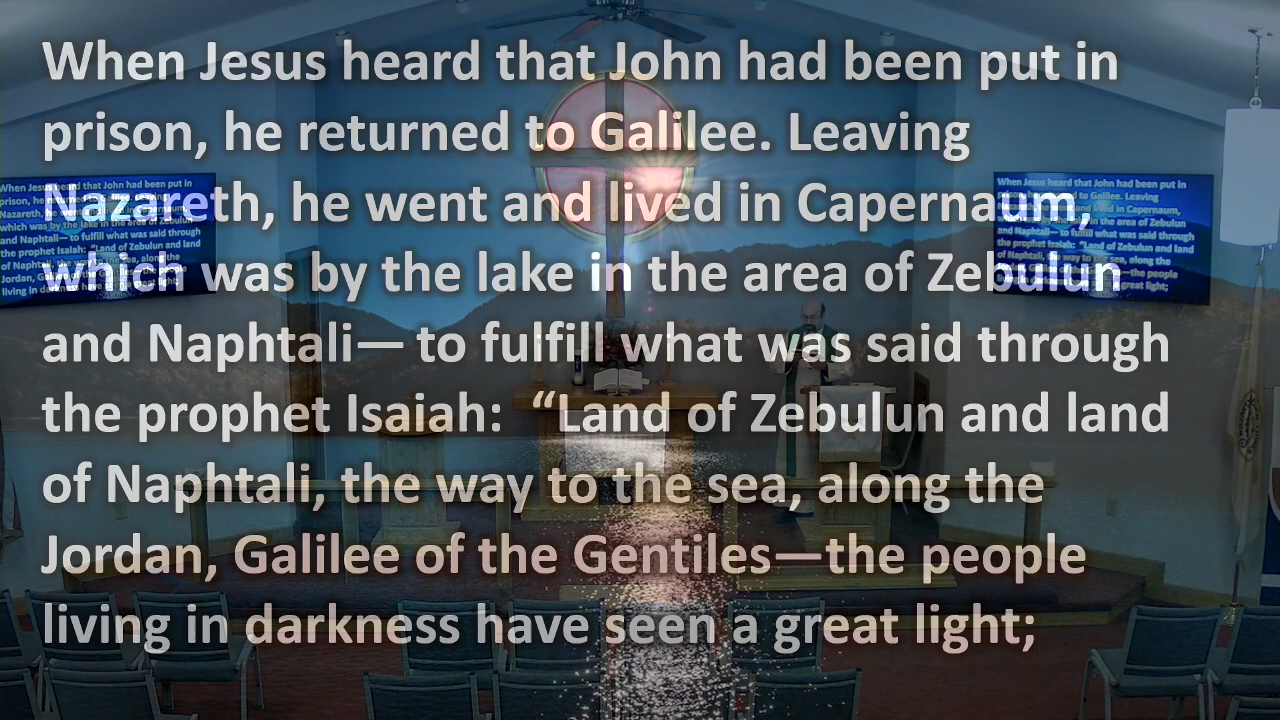 When Jesus heard that John had been put in
prison, he returned to Galilee. Leaving
Nazareth, he went and lived in Capernaum,
which was by the lake in the area of Zebulun
and Naphtali— to fulfill what was said through
the prophet Isaiah:  “Land of Zebulun and land
of Naphtali, the way to the sea, along the
Jordan, Galilee of the Gentiles—the people
living in darkness have seen a great light;